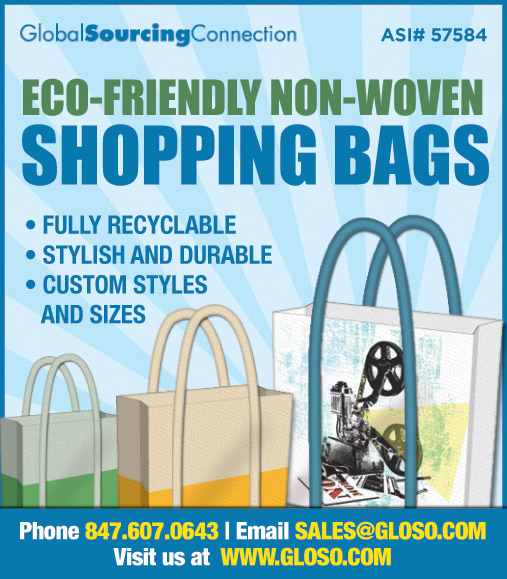 GlobalSourcingConnection
ASI# 57584
ECO-FRIENDLY NON-WOVEN
SHOPPING BAGS
• FULLY RECYCLABLE
• STYLISH AND DURABLE
• CUSTOM STYLES
AND SIZES
Phone 847.607.0643 | Email SALES@GLOSO.COM
Visit us at WWW.GLOSO.COM